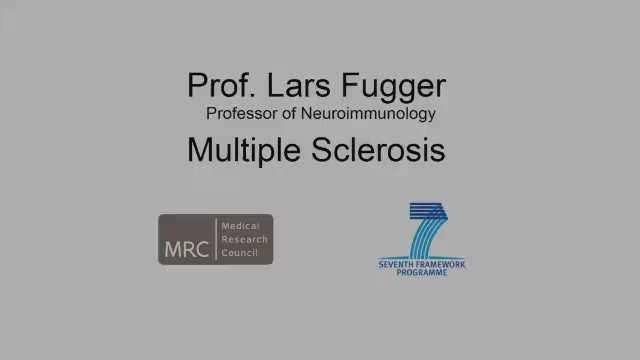 Prof. Lars Fugger
Professor of Neuroimmunology
Multiple Sclerosis
MRC
Medical
Research
Council
SEVENTH FRAMEWORK
PROGRAMME